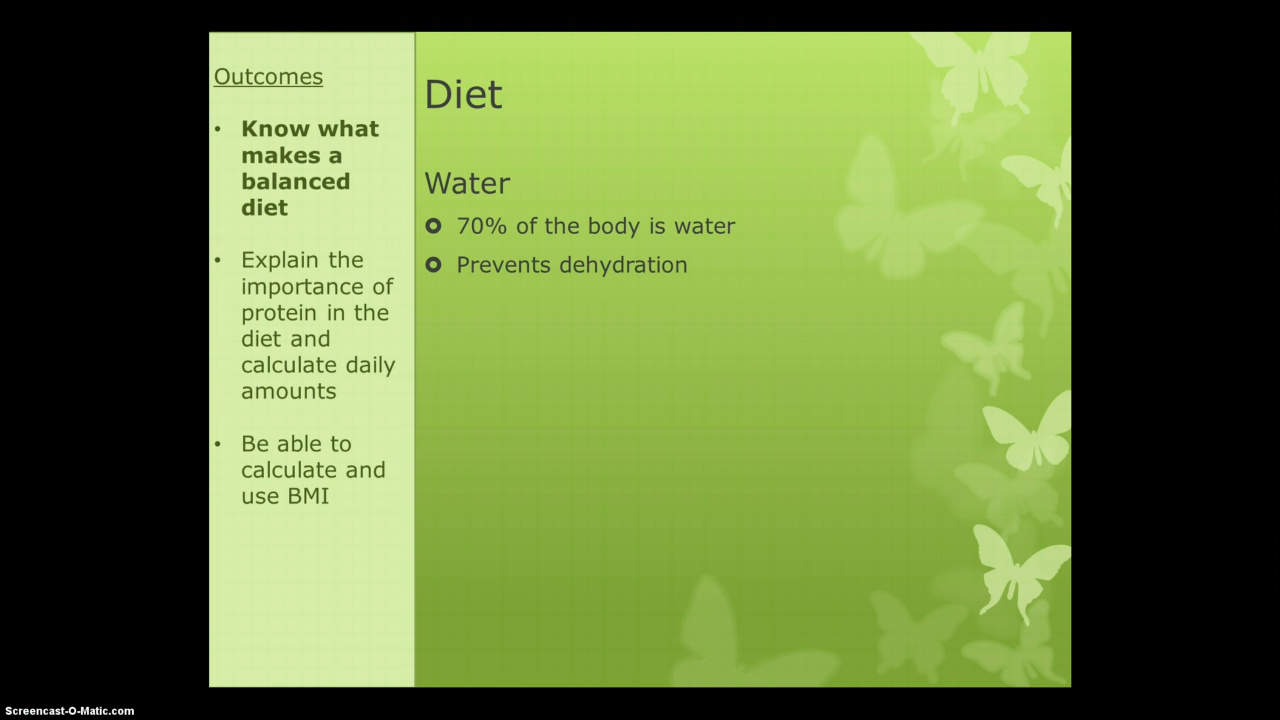 Outcomes
• Know what
makes a
balanced
diet
• Explain the
importance of
protein in the
diet and
calculate daily
amounts
• Be able to
calculate and
use BMI
Diet
Water
70% of the body is water
Prevents dehydration
Screencast-O-Matic.com